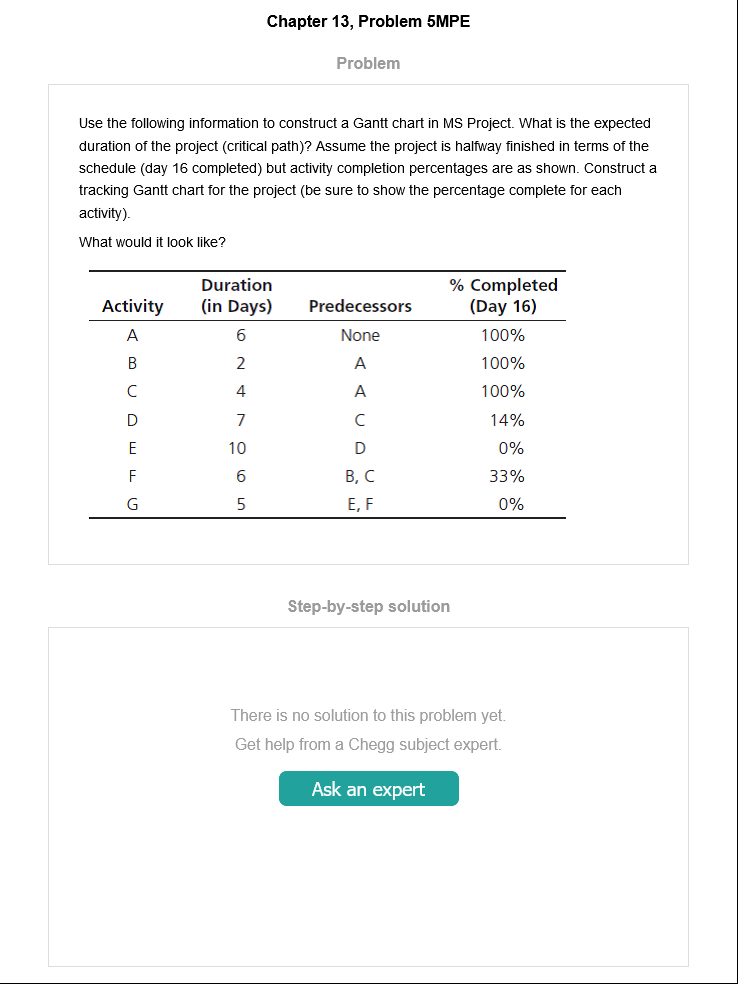 Chapter 13, Problem 5MPE
Problem
Use the following information to construct a Gantt chart in MS Project. What is the expected
duration of the project (critical path)? Assume the project is halfway finished in terms of the
schedule (day 16 completed) but activity completion percentages are as shown. Construct a
tracking Gantt chart for the project (be sure to show the percentage complete for each
activity).
What would it look like?
Duration % Completed
Activity (in Days) Predecessors (Day 16)
A 6 None 100%
B 2 A 100%
C 4 A 100%
D 7 C 14%
E 10 D 0%
F 6 B, C 33%
G 5 E, F 0%
Step-by-step solution
There is no solution to this problem yet.
Get help from a Chegg subject expert.
Ask an expert